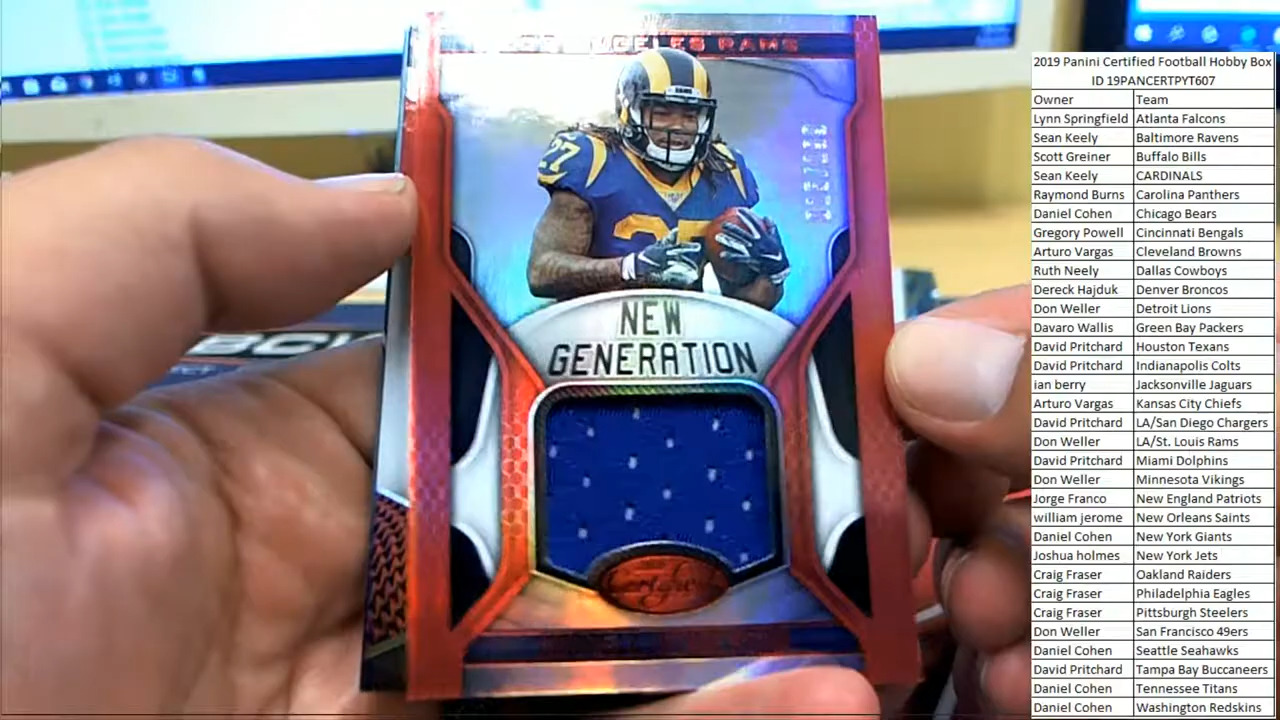 LOS ANGELES RAMS
27
27
NEW
GENERATION
Certified
2019 Panini Certified Football Hobby Box
ID 19PANCERTPYT607
Owner Team
Lynn Springfield Atlanta Falcons
Sean Keely Baltimore Ravens
Scott Greiner Buffalo Bills
Sean Keely CARDINALS
Raymond Burns Carolina Panthers
Daniel Cohen Chicago Bears
Gregory Powell Cincinnati Bengals
Arturo Vargas Cleveland Browns
Ruth Neely Dallas Cowboys
Dereck Hajduk Denver Broncos
Don Weller Detroit Lions
Davaro Wallis Green Bay Packers
David Pritchard Houston Texans
David Pritchard Indianapolis Colts
ian berry Jacksonville Jaguars
Arturo Vargas Kansas City Chiefs
David Pritchard LA/San Diego Chargers
Don Weller LA/St. Louis Rams
David Pritchard Miami Dolphins
Don Weller Minnesota Vikings
Jorge Franco New England Patriots
william jerome New Orleans Saints
Daniel Cohen New York Giants
Joshua holmes New York Jets
Craig Fraser Oakland Raiders
Craig Fraser Philadelphia Eagles
Craig Fraser Pittsburgh Steelers
Don Weller San Francisco 49ers
Daniel Cohen Seattle Seahawks
David Pritchard Tampa Bay Buccaneers
Daniel Cohen Tennessee Titans
Daniel Cohen Washington Redskins